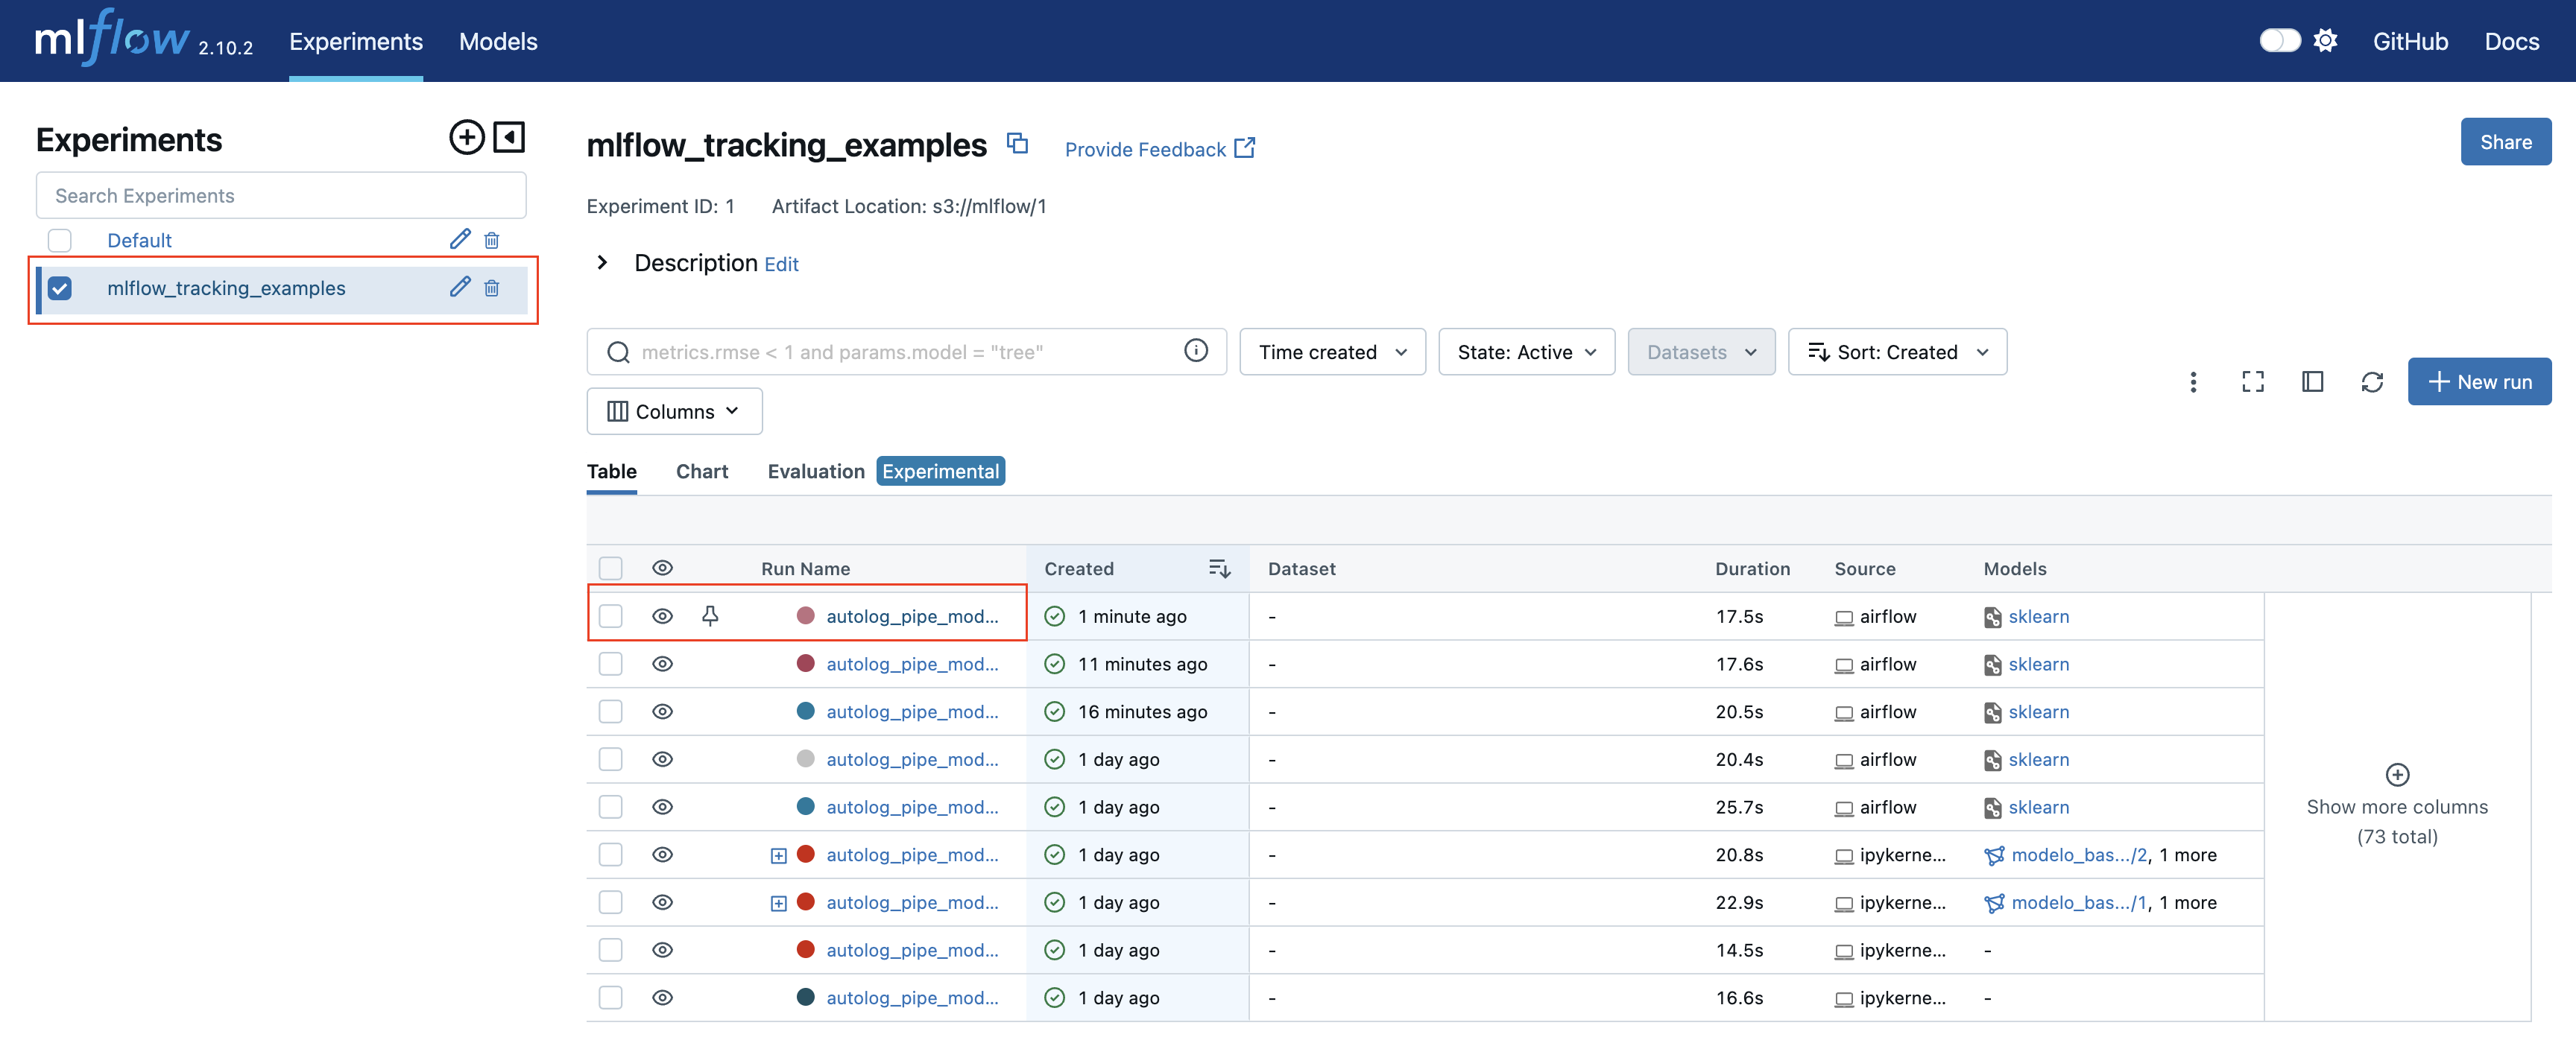 mlflow 2.10.2 Experiments Models GitHub Docs
Experiments
Search Experiments
Default
mlflow_tracking_examples
mlflow_tracking_examples Provide Feedback Share
Experiment ID: 1 Artifact Location: s3://mlflow/1
Description Edit
metrics.rmse < 1 and params.model = "tree" Time created State: Active Datasets Sort: Created
New run
Columns
Table Chart Evaluation Experimental
Run Name Created Dataset Duration Source Models
autolog_pipe_mod... 1 minute ago - 17.5s airflow sklearn
autolog_pipe_mod... 11 minutes ago - 17.6s airflow sklearn
autolog_pipe_mod... 16 minutes ago - 20.5s airflow sklearn
autolog_pipe_mod... 1 day ago - 20.4s airflow sklearn
autolog_pipe_mod... 1 day ago - 25.7s airflow sklearn
autolog_pipe_mod... 1 day ago - 20.8s ipykerne... modelo_bas.../2, 1 more
autolog_pipe_mod... 1 day ago - 22.9s ipykerne... modelo_bas.../1, 1 more
autolog_pipe_mod... 1 day ago - 14.5s ipykerne... -
autolog_pipe_mod... 1 day ago - 16.6s ipykerne... -
Show more columns
(73 total)